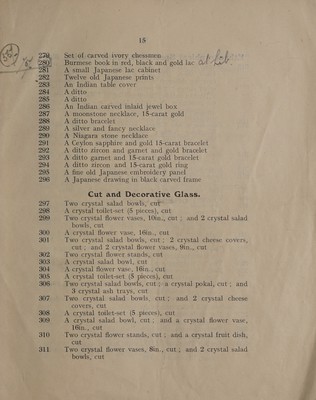 15
279 Set of carved ivory chessmen
280 Burmese book in red, black and gold lac
281 A small Japanese lac cabinet
282 Twelve old Japanese prints
283 An Indian table cover
284 A ditto
285 A ditto
286 An Indian carved inlaid jewel box
287 A moonstone necklace, 15-carat gold
288 A ditto bracelet
289 A silver and fancy necklace
290 A Niagara stone necklace
291 A Ceylon sapphire and gold 15-carat bracelet
292 A ditto zircon and garnet and gold bracelet
293 A ditto garnet and 15-carat gold bracelet
294 A ditto zircon and 15-carat gold ring
295 A fine old Japanese embroidery panel
296 A Japanese drawing in black carved frame
Cut and Decorative Glass.
297 Two crystal salad bowls, cut
298 A crystal toilet-set (5 pieces), cut
299 Two crystal flower vases, 10in., cut ; and 2 crystal salad
bowls, cut
300 A crystal flower vase, 16in., cut
301 Two crystal salad bowls, cut ; 2 crystal cheese covers,
cut ; and 2 crystal flower vases, 9in., cut
302 Two crystal flower stands, cut
303 A crystal salad bowl, cut
304 A crystal flower vase, 16in., cut
305 A crystal toilet-set (5 pieces), cut
306 Two crystal salad bowls, cut ; a crystal pokal, cut ; and
3 crystal ash trays, cut
307 Two crystal salad bowls, cut ; and 2 crystal cheese
covers, cut
308 A crystal toilet-set (5 pieces), cut
309 A crystal salad bowl, cut ; and a crystal flower vase,
16in., cut
310 Two crystal flower stands, cut ; and a crystal fruit dish,
cut
311 Two crystal flower vases, 8in., cut ; and 2 crystal salad
bowls, cut